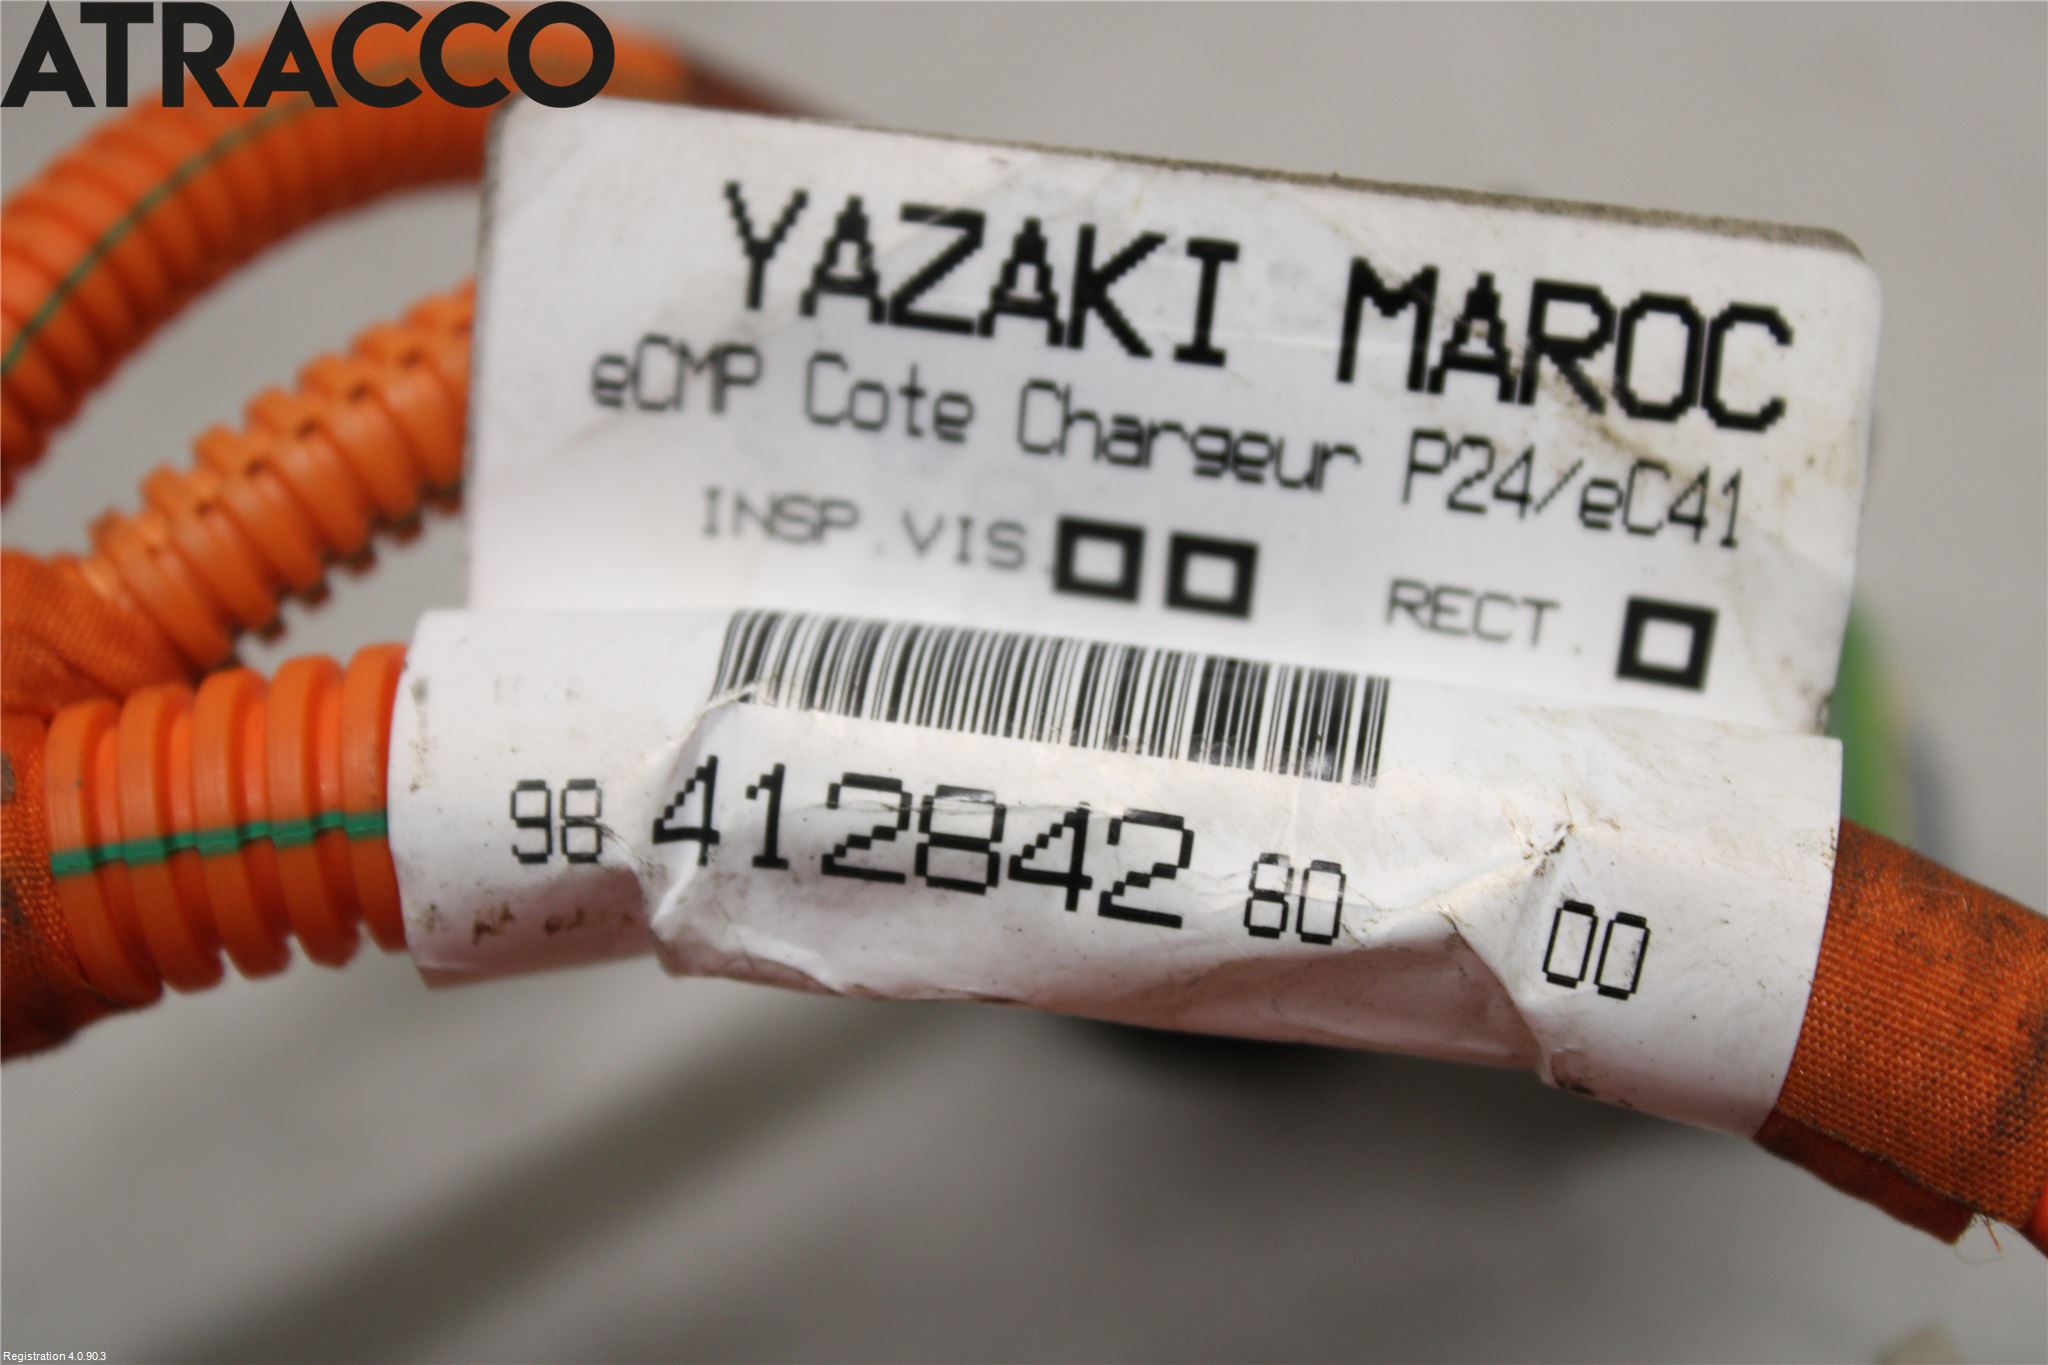 ATRACCO
YAZAKI MAROC
eCMP Cote Chargeur P24/eC41
INSP.VIS. RECT.
98 412842 80 00
Registration 4.0.90.3